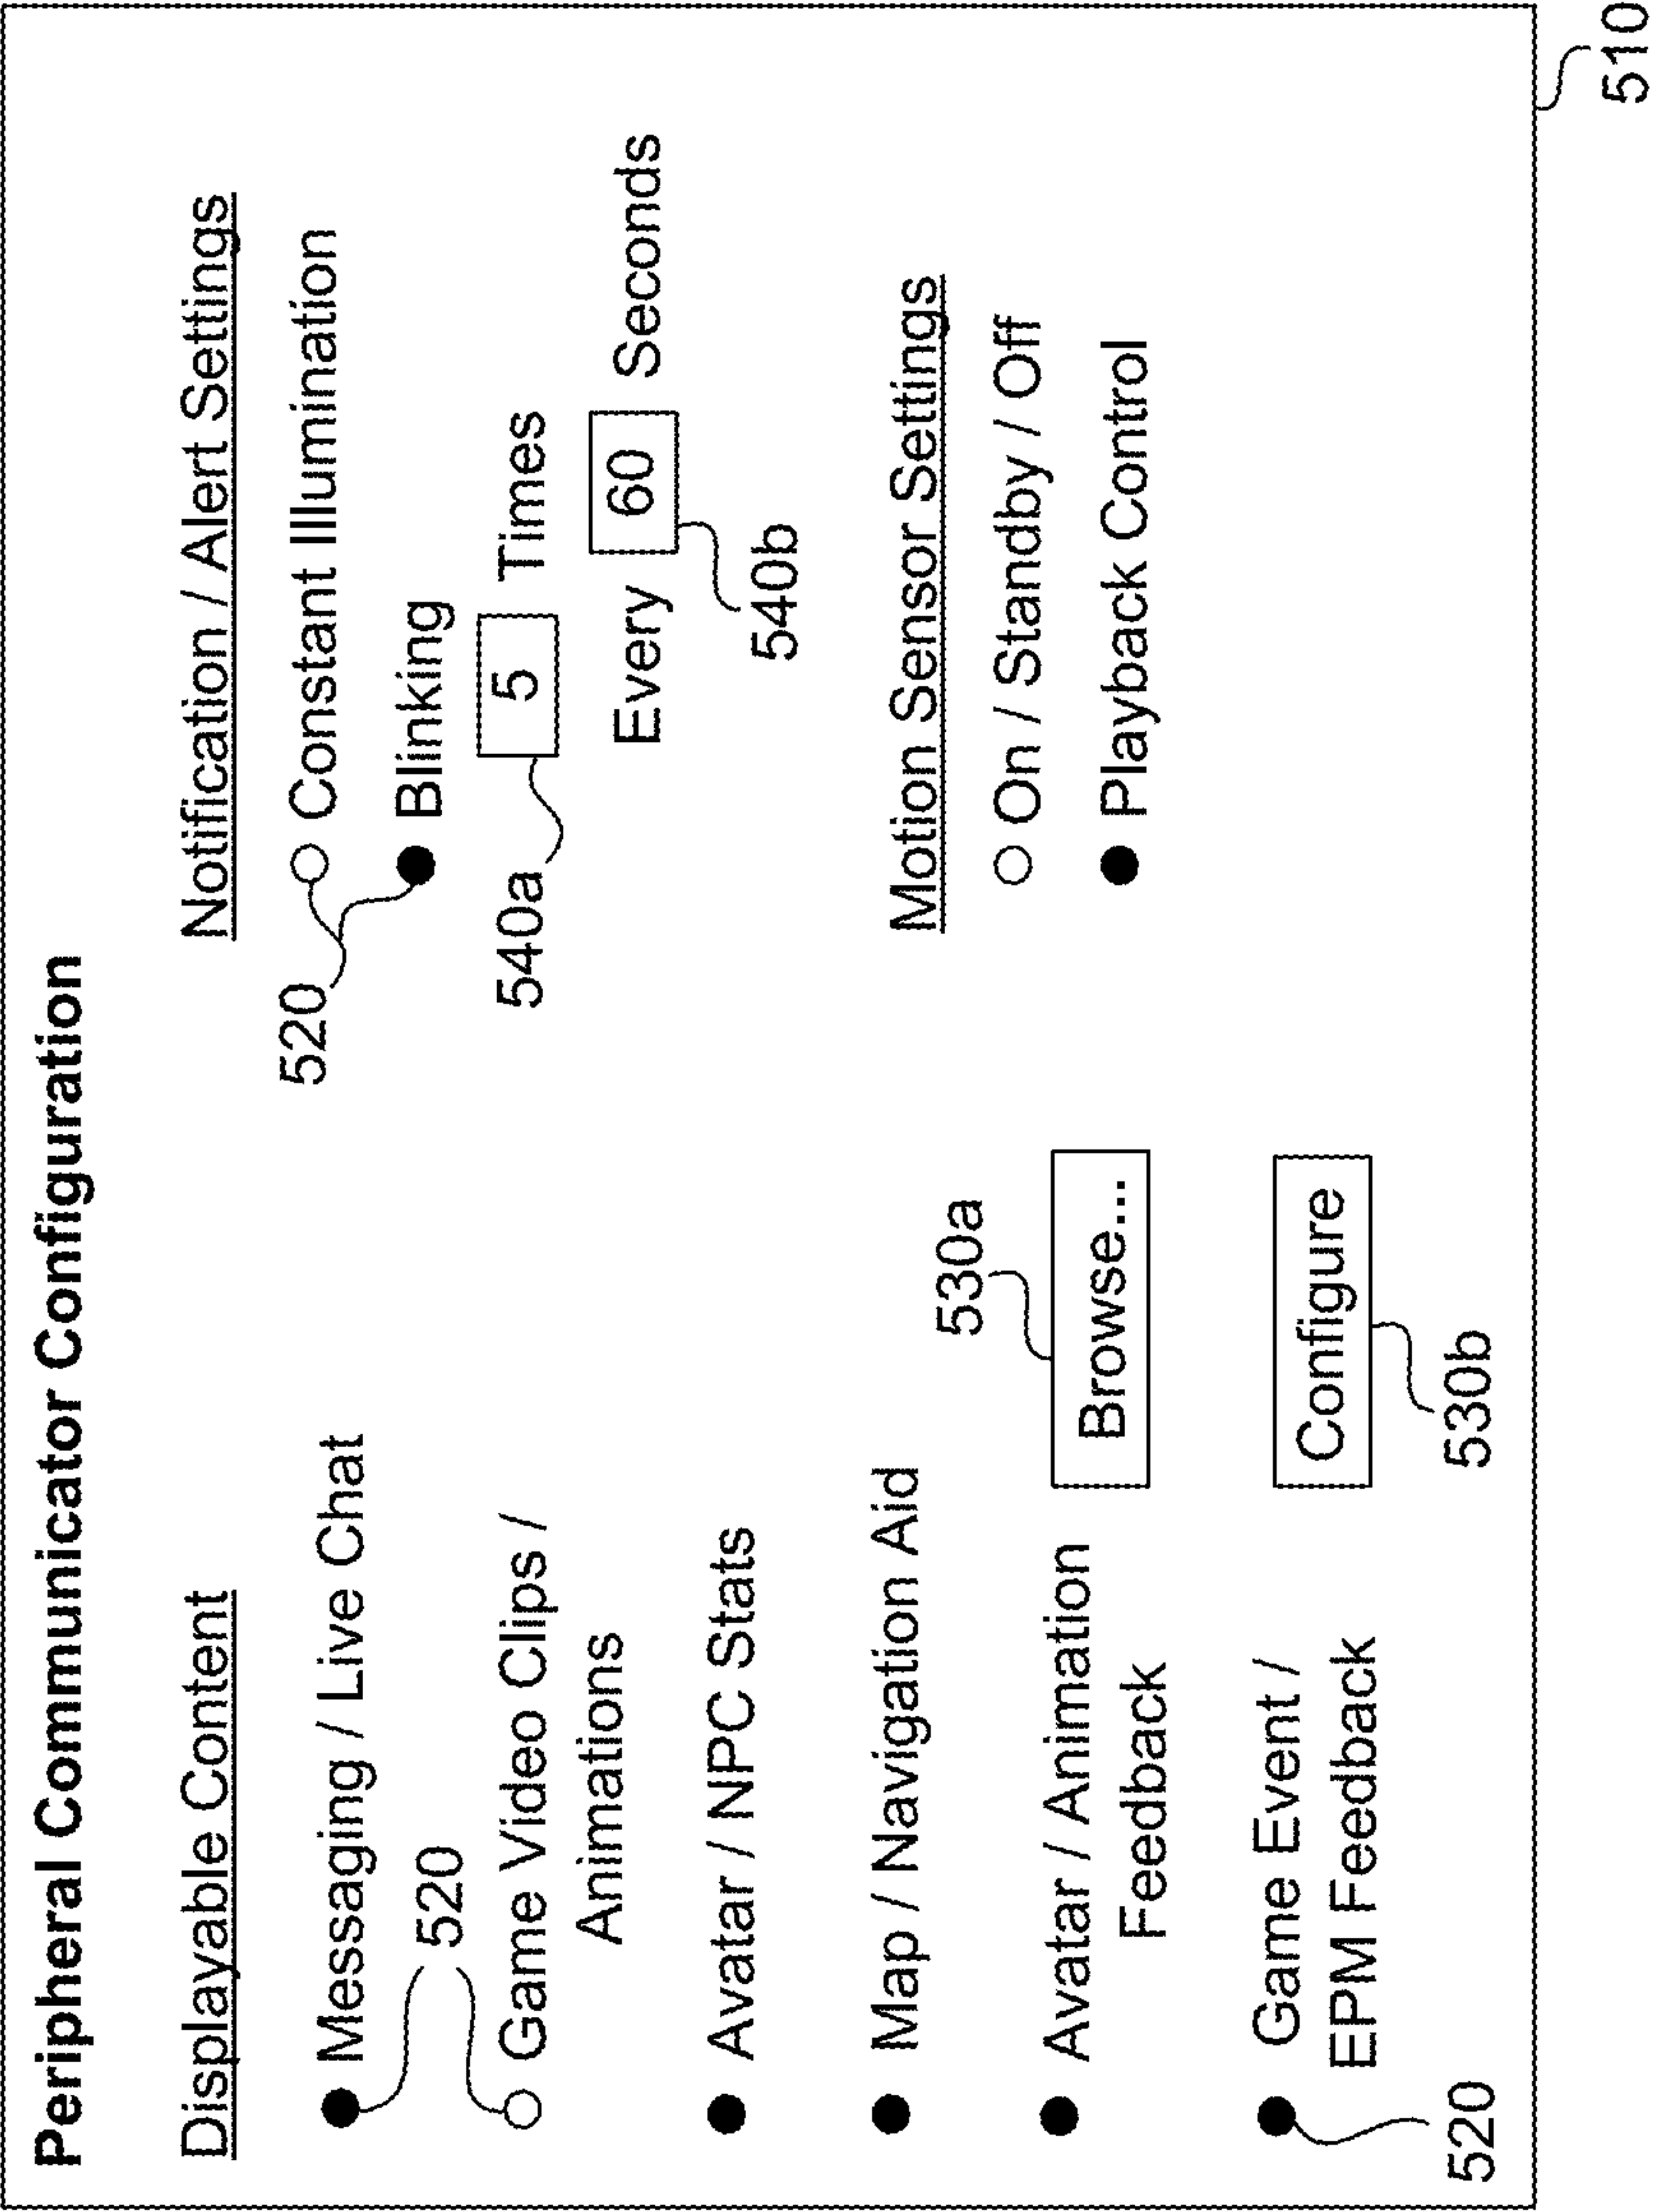 Peripheral Communicator Configuration
Displayable Content
Messaging / Live Chat
520
Game Video Clips /
Animations
Avatar / NPC Stats
Map / Navigation Aid
530a
Avatar / Animation
Feedback
Browse...
Game Event /
EPM Feedback
Configure
520
530b
Notification / Alert Settings
520
Constant Illumination
Blinking
540a
5 Times
Every 60 Seconds
540b
Motion Sensor Settings
On / Standby / Off
Playback Control
510